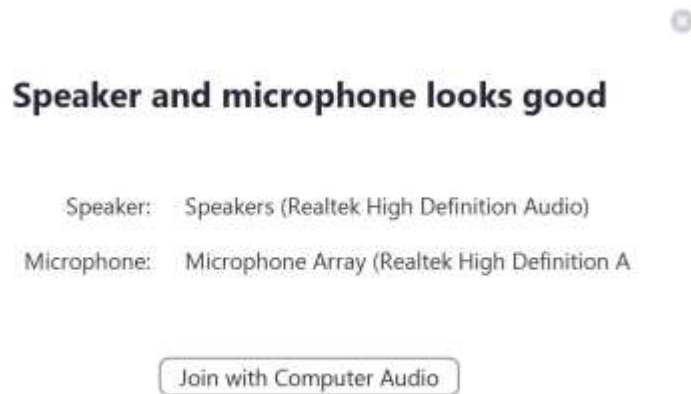 Speaker and microphone looks good
Speaker: Speakers (Realtek High Definition Audio)
Microphone: Microphone Array (Realtek High Definition A
Join with Computer Audio